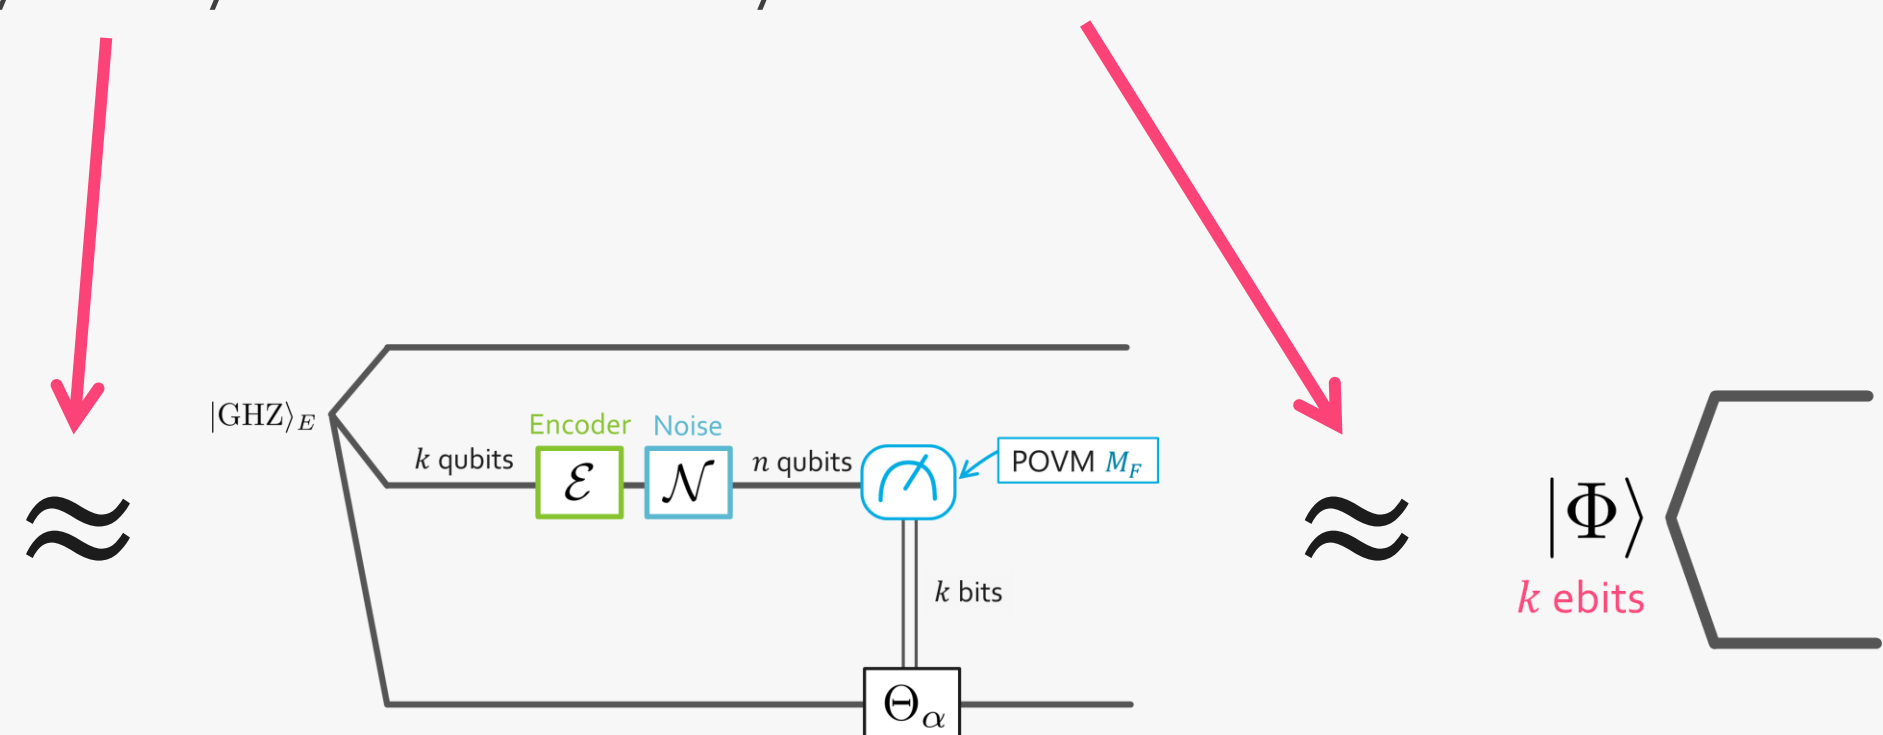 |GHZ⟩_E
Encoder
Noise
k qubits
ℰ
𝒩
n qubits
POVM M_F
k bits
Θ_α
≈
≈
|Φ⟩
k ebits